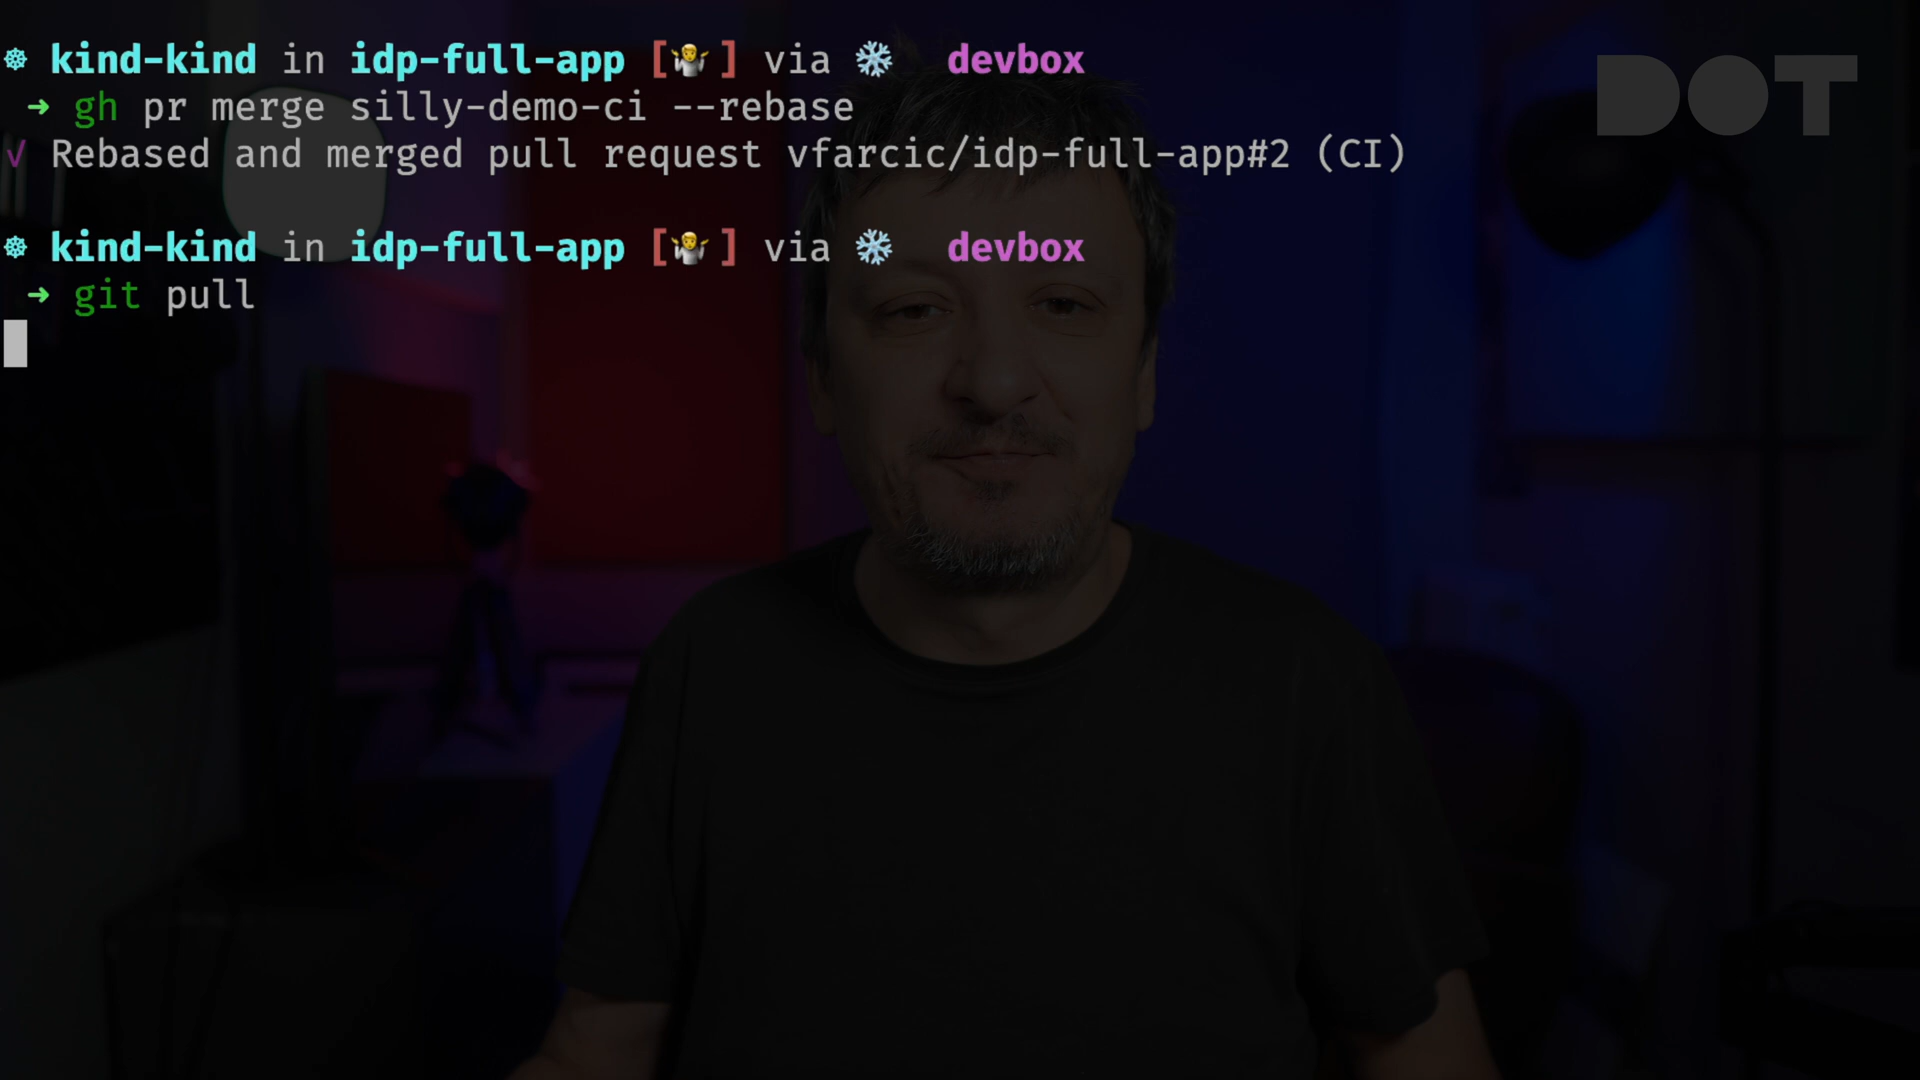 ☸ kind-kind in idp-full-app [🤷‍♂️] via ❄️ devbox
➜ gh pr merge silly-demo-ci --rebase
√ Rebased and merged pull request vfarcic/idp-full-app#2 (CI)
☸ kind-kind in idp-full-app [🤷‍♂️] via ❄️ devbox
➜ git pull
DOT